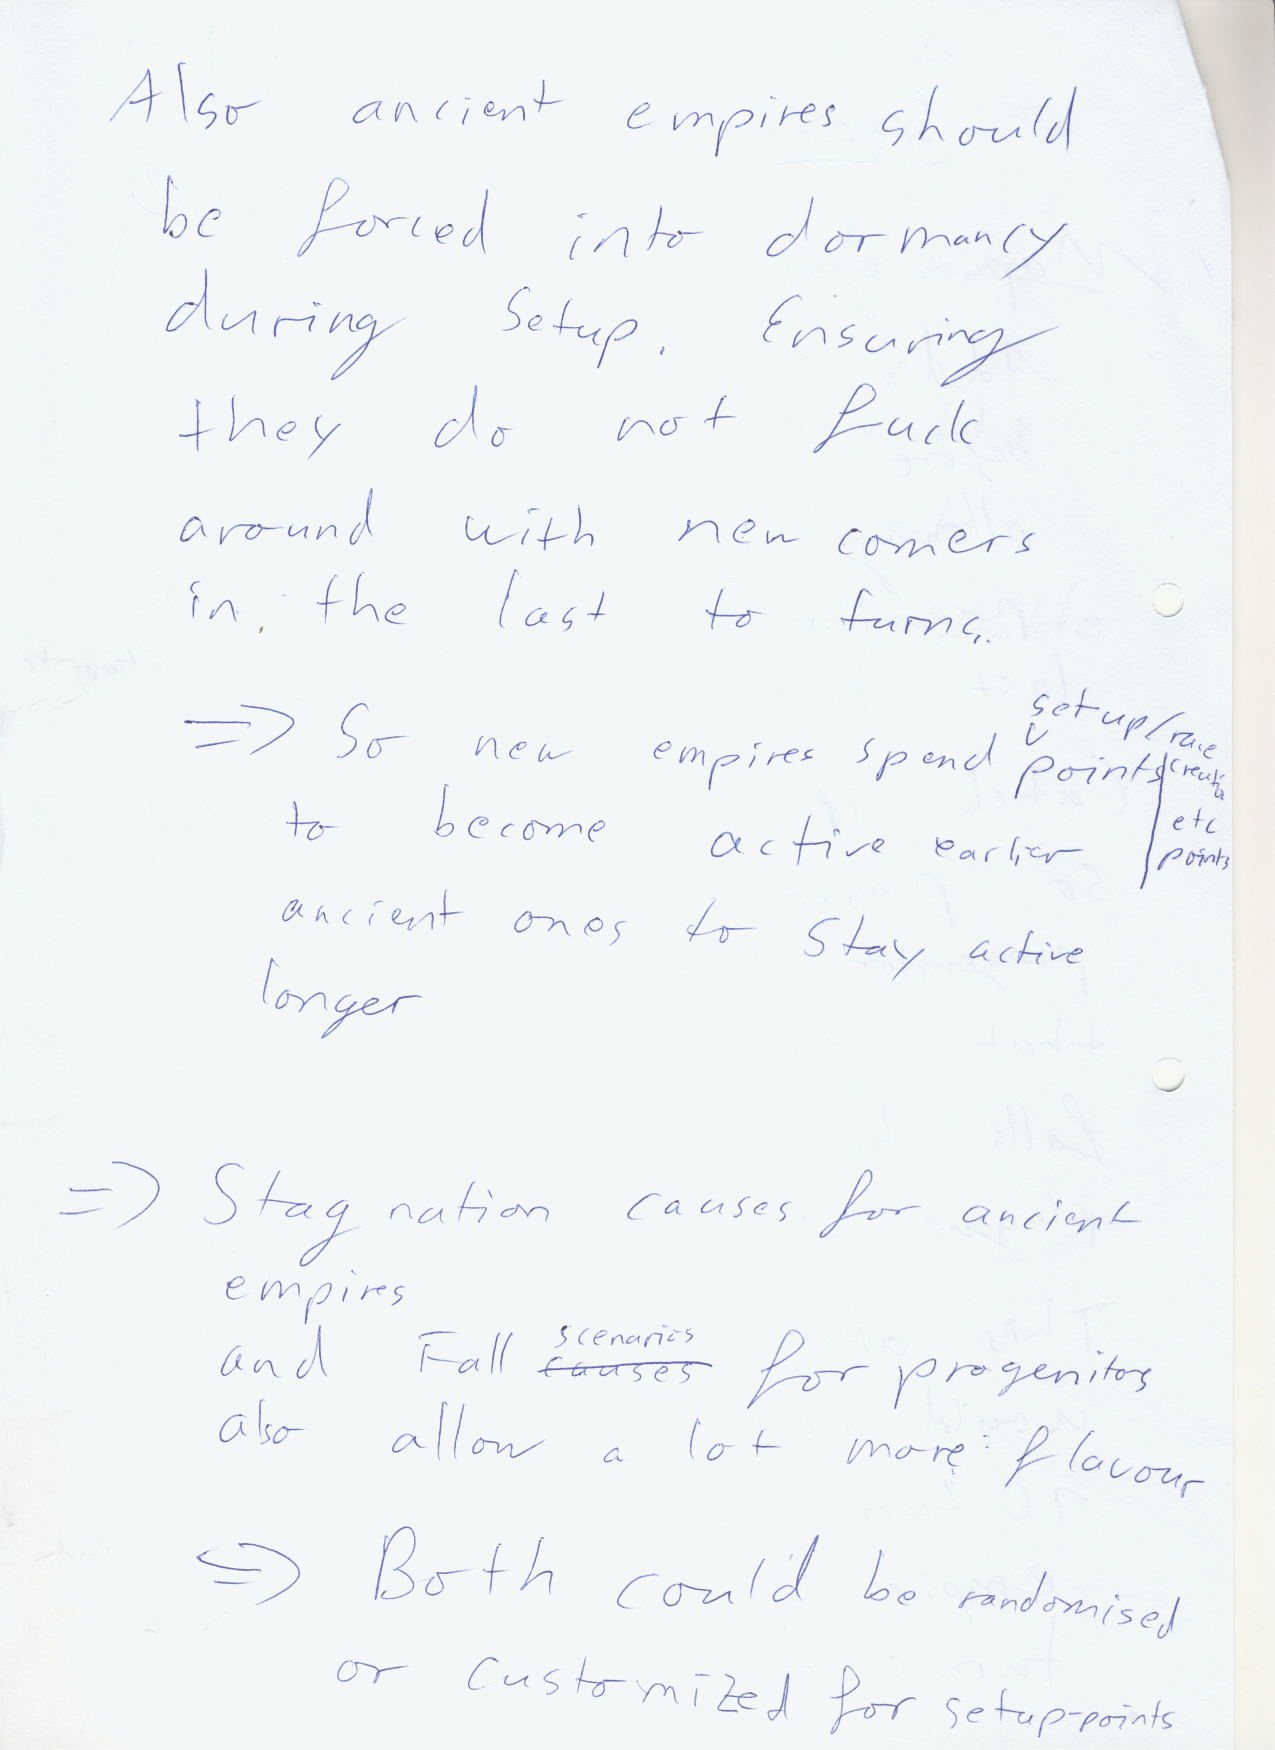 Also ancient empires should
be forced into dormancy
during Setup. Ensuring
they do not fuck
around with new comers
in the last to turns.
=> So new empires spend setup/race creation etc points points
to become active earlier
ancient ones to stay active
longer
=> Stagnation causes for ancient
empires
and Fall scenarios causes for progenitors
also allow a lot more flavour
=> Both could be randomised
or customized for setup-points